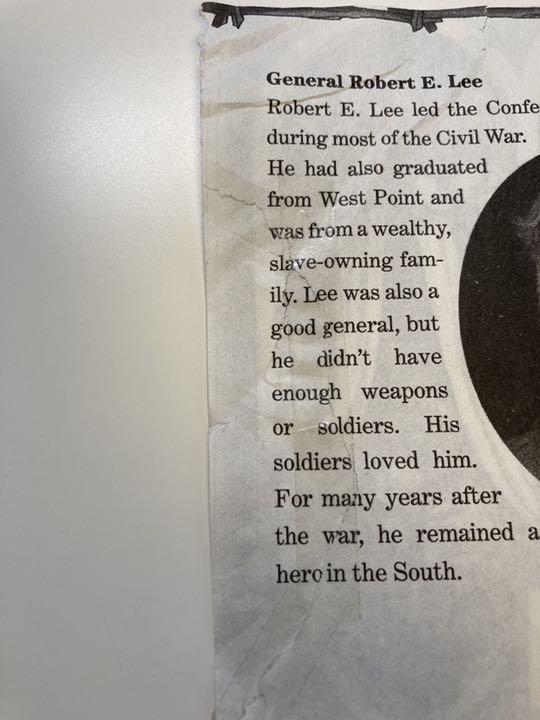 General Robert E. Lee
Robert E. Lee led the Confe
during most of the Civil War.
He had also graduated
from West Point and
was from a wealthy,
slave-owning fam-
ily. Lee was also a
good general, but
he didn't have
enough weapons
or soldiers. His
soldiers loved him.
For many years after
the war, he remained a
hero in the South.